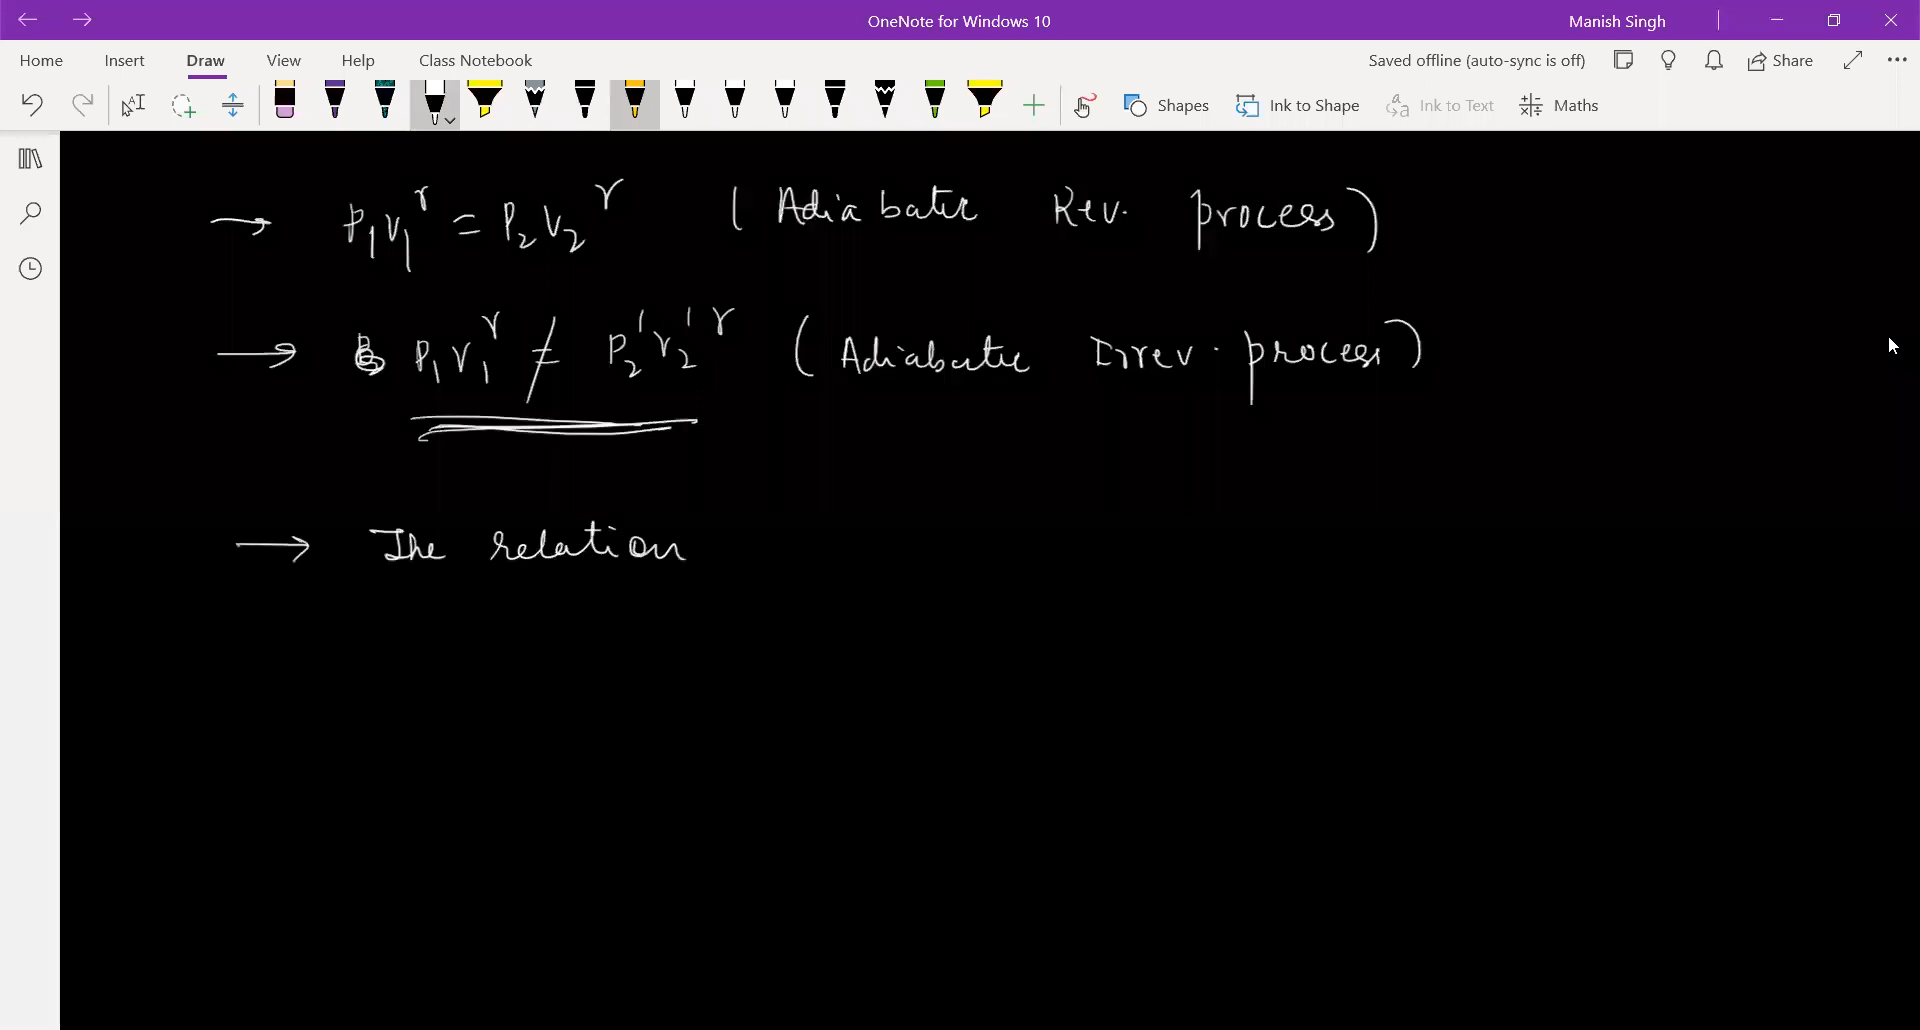 OneNote for Windows 10
Manish Singh
Home Insert Draw View Help Class Notebook
Saved offline (auto-sync is off) Share
Shapes Ink to Shape Ink to Text Maths
→ P₁V₁^γ = P₂V₂^γ (Adiabatic Rev. process)
→ P₁V₁^γ ≠ P₂'V₂'^γ (Adiabatic Irrev. process)
→ The relation